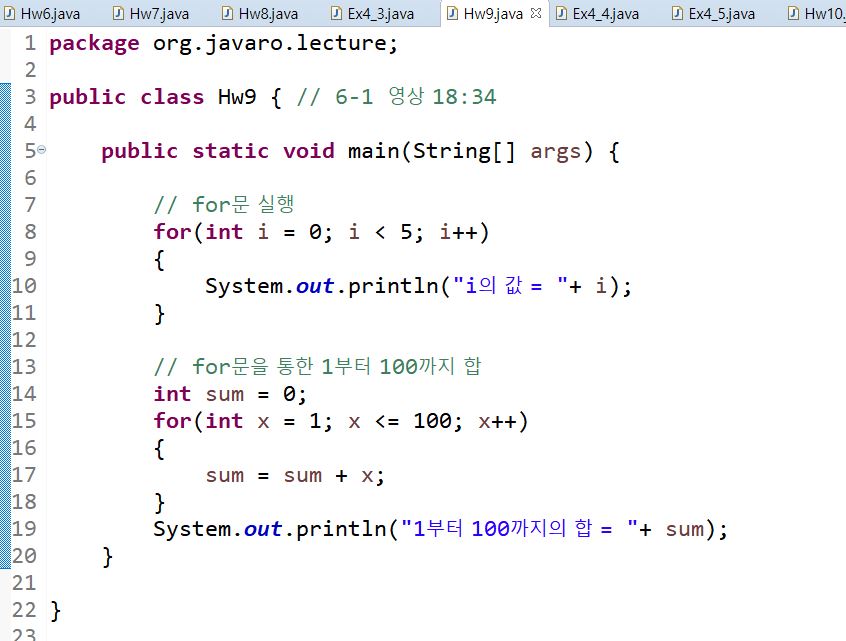 Hw6.java Hw7.java Hw8.java Ex4_3.java Hw9.java Ex4_4.java Ex4_5.java Hw10.
1 package org.javaro.lecture;
2
3 public class Hw9 { // 6-1 영상 18:34
4
5 public static void main(String[] args) {
6
7 // for문 실행
8 for(int i = 0; i < 5; i++)
9 {
10 System.out.println("i의 값 = "+ i);
11 }
12
13 // for문을 통한 1부터 100까지 합
14 int sum = 0;
15 for(int x = 1; x <= 100; x++)
16 {
17 sum = sum + x;
18 }
19 System.out.println("1부터 100까지의 합 = "+ sum);
20 }
21
22 }
23